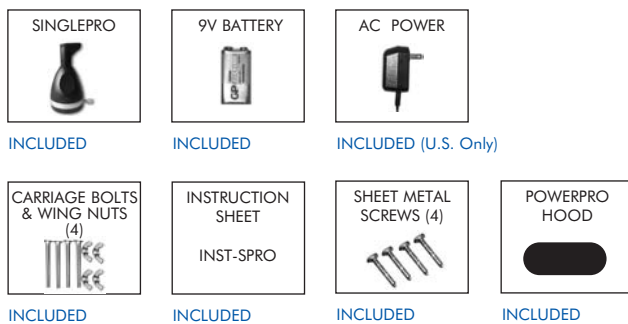 SINGLEPRO
9V BATTERY
AC POWER
GP
INCLUDED
INCLUDED
INCLUDED (U.S. Only)
CARRIAGE BOLTS
& WING NUTS
(4)
INSTRUCTION
SHEET
INST-SPRO
SHEET METAL
SCREWS (4)
POWERPRO
HOOD
INCLUDED
INCLUDED
INCLUDED
INCLUDED